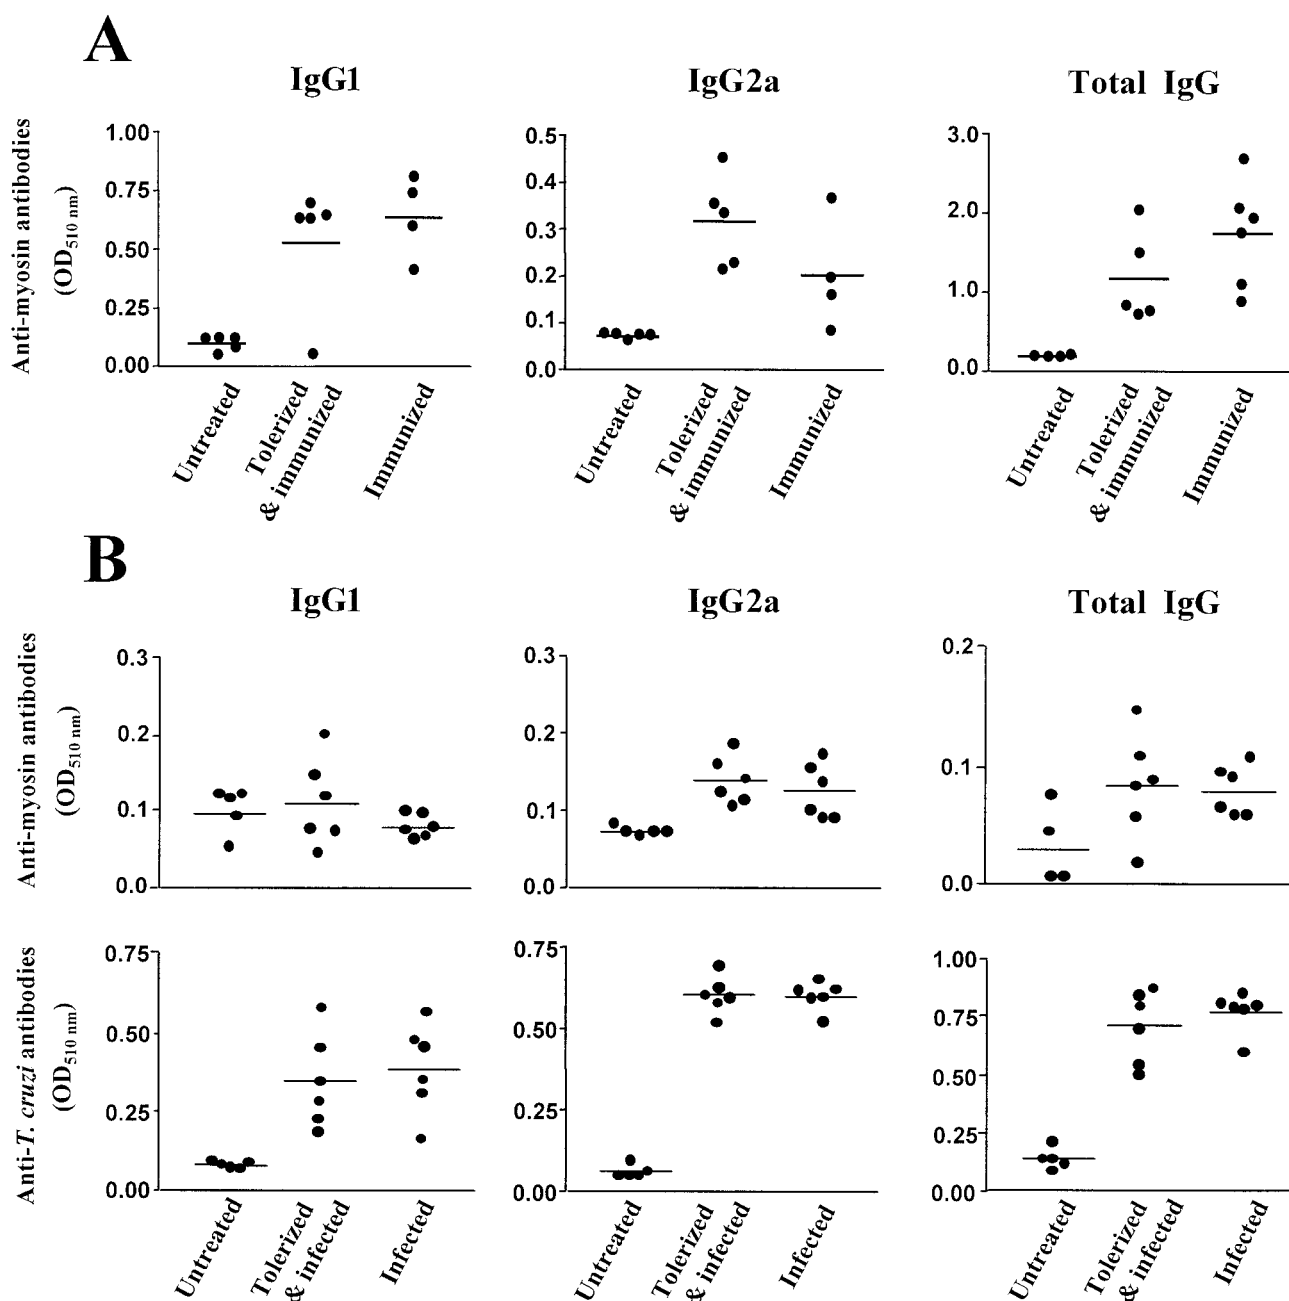 A
IgG1
IgG2a
Total IgG
Anti-myosin antibodies
(OD510 nm)
1.00
0.75
0.50
0.25
0.00
0.5
0.4
0.3
0.2
0.1
0.0
3.0
2.0
1.0
0.0
Untreated
Tolerized
& immunized
Immunized
Untreated
Tolerized
& immunized
Immunized
Untreated
Tolerized
& immunized
Immunized
B
IgG1
IgG2a
Total IgG
Anti-myosin antibodies
(OD510 nm)
0.3
0.2
0.1
0.0
0.3
0.2
0.1
0.0
0.2
0.1
0.0
Anti-T. cruzi antibodies
(OD510 nm)
0.75
0.50
0.25
0.00
0.75
0.50
0.25
0.00
1.00
0.75
0.50
0.25
0.00
Untreated
Tolerized
& infected
Infected
Untreated
Tolerized
& infected
Infected
Untreated
Tolerized
& infected
Infected